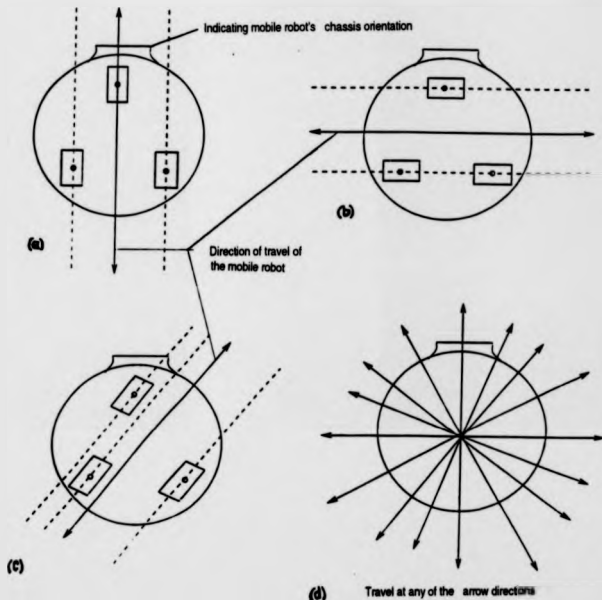 Indicating mobile robot's chassis orientation
(a)
(b)
Direction of travel of
the mobile robot
(c)
(d)
Travel at any of the arrow directions